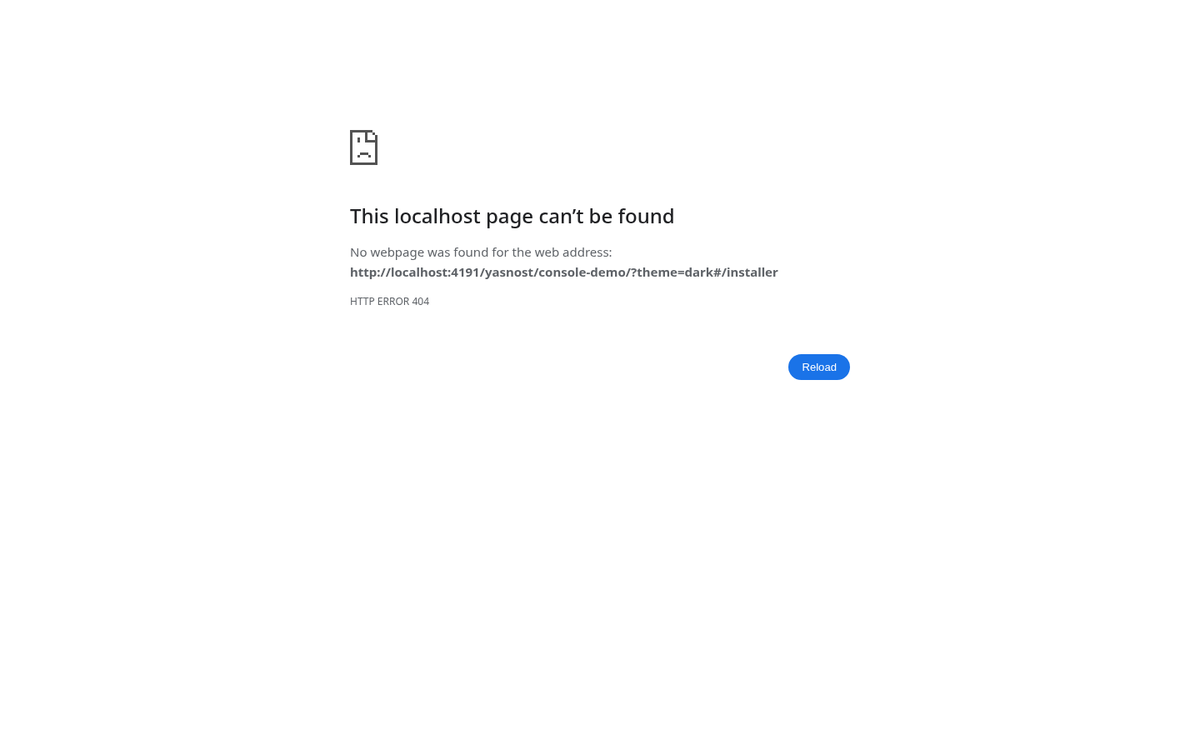 This localhost page can’t be found
No webpage was found for the web address:
http://localhost:4191/yasnost/console-demo/?theme=dark#/installer
HTTP ERROR 404
Reload